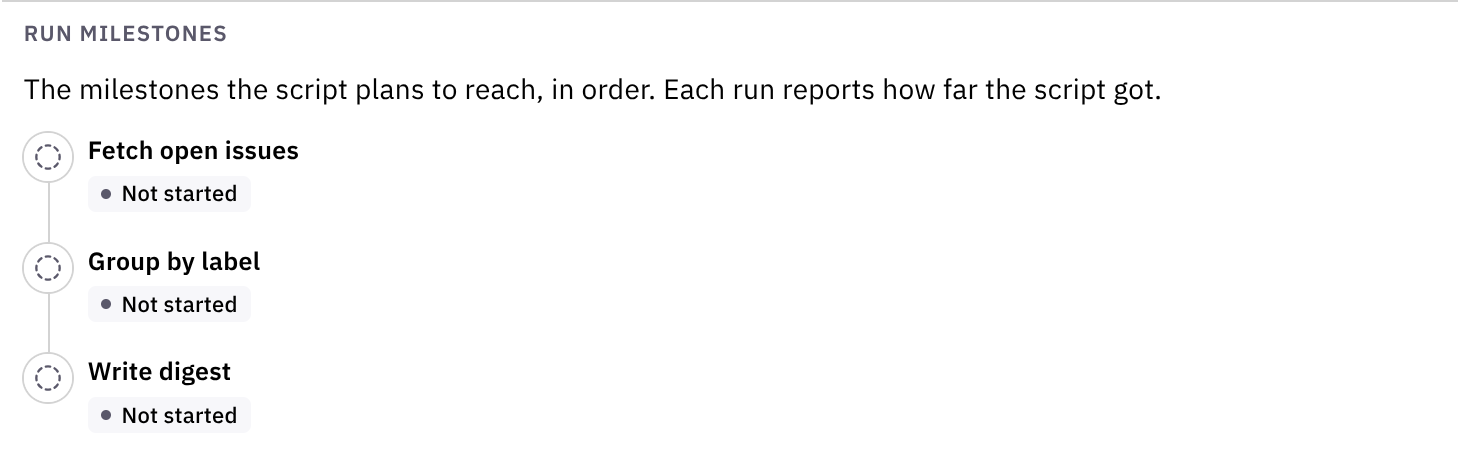 RUN MILESTONES
The milestones the script plans to reach, in order. Each run reports how far the script got.
Fetch open issues
Not started
Group by label
Not started
Write digest
Not started